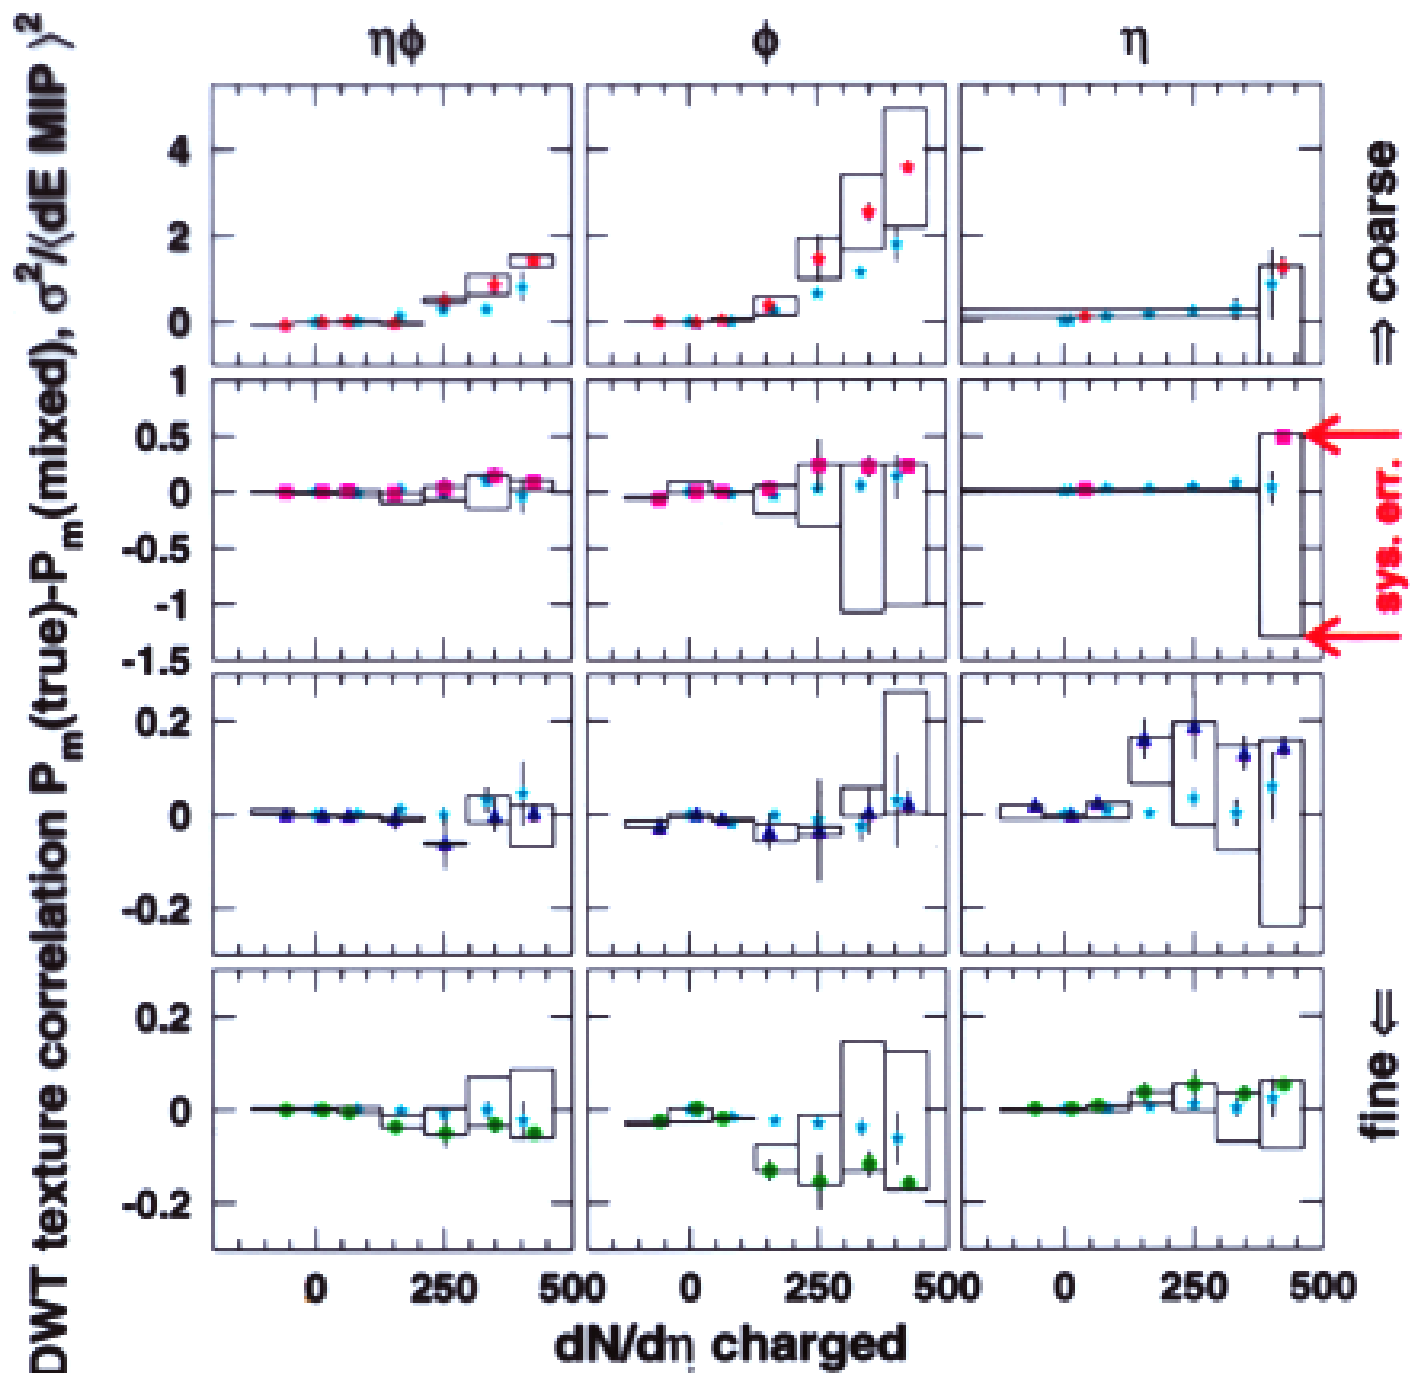 DWT texture correlation Pm(true)-Pm(mixed), σ²/⟨dE MIP⟩²
ηφ φ η
4
2
0
1
0.5
0
-0.5
-1
-1.5
0.2
0
-0.2
0.2
0
-0.2
⇒ coarse
sys. err.
fine ⇐
0 250 500 0 250 500 0 250 500
dN/dη charged